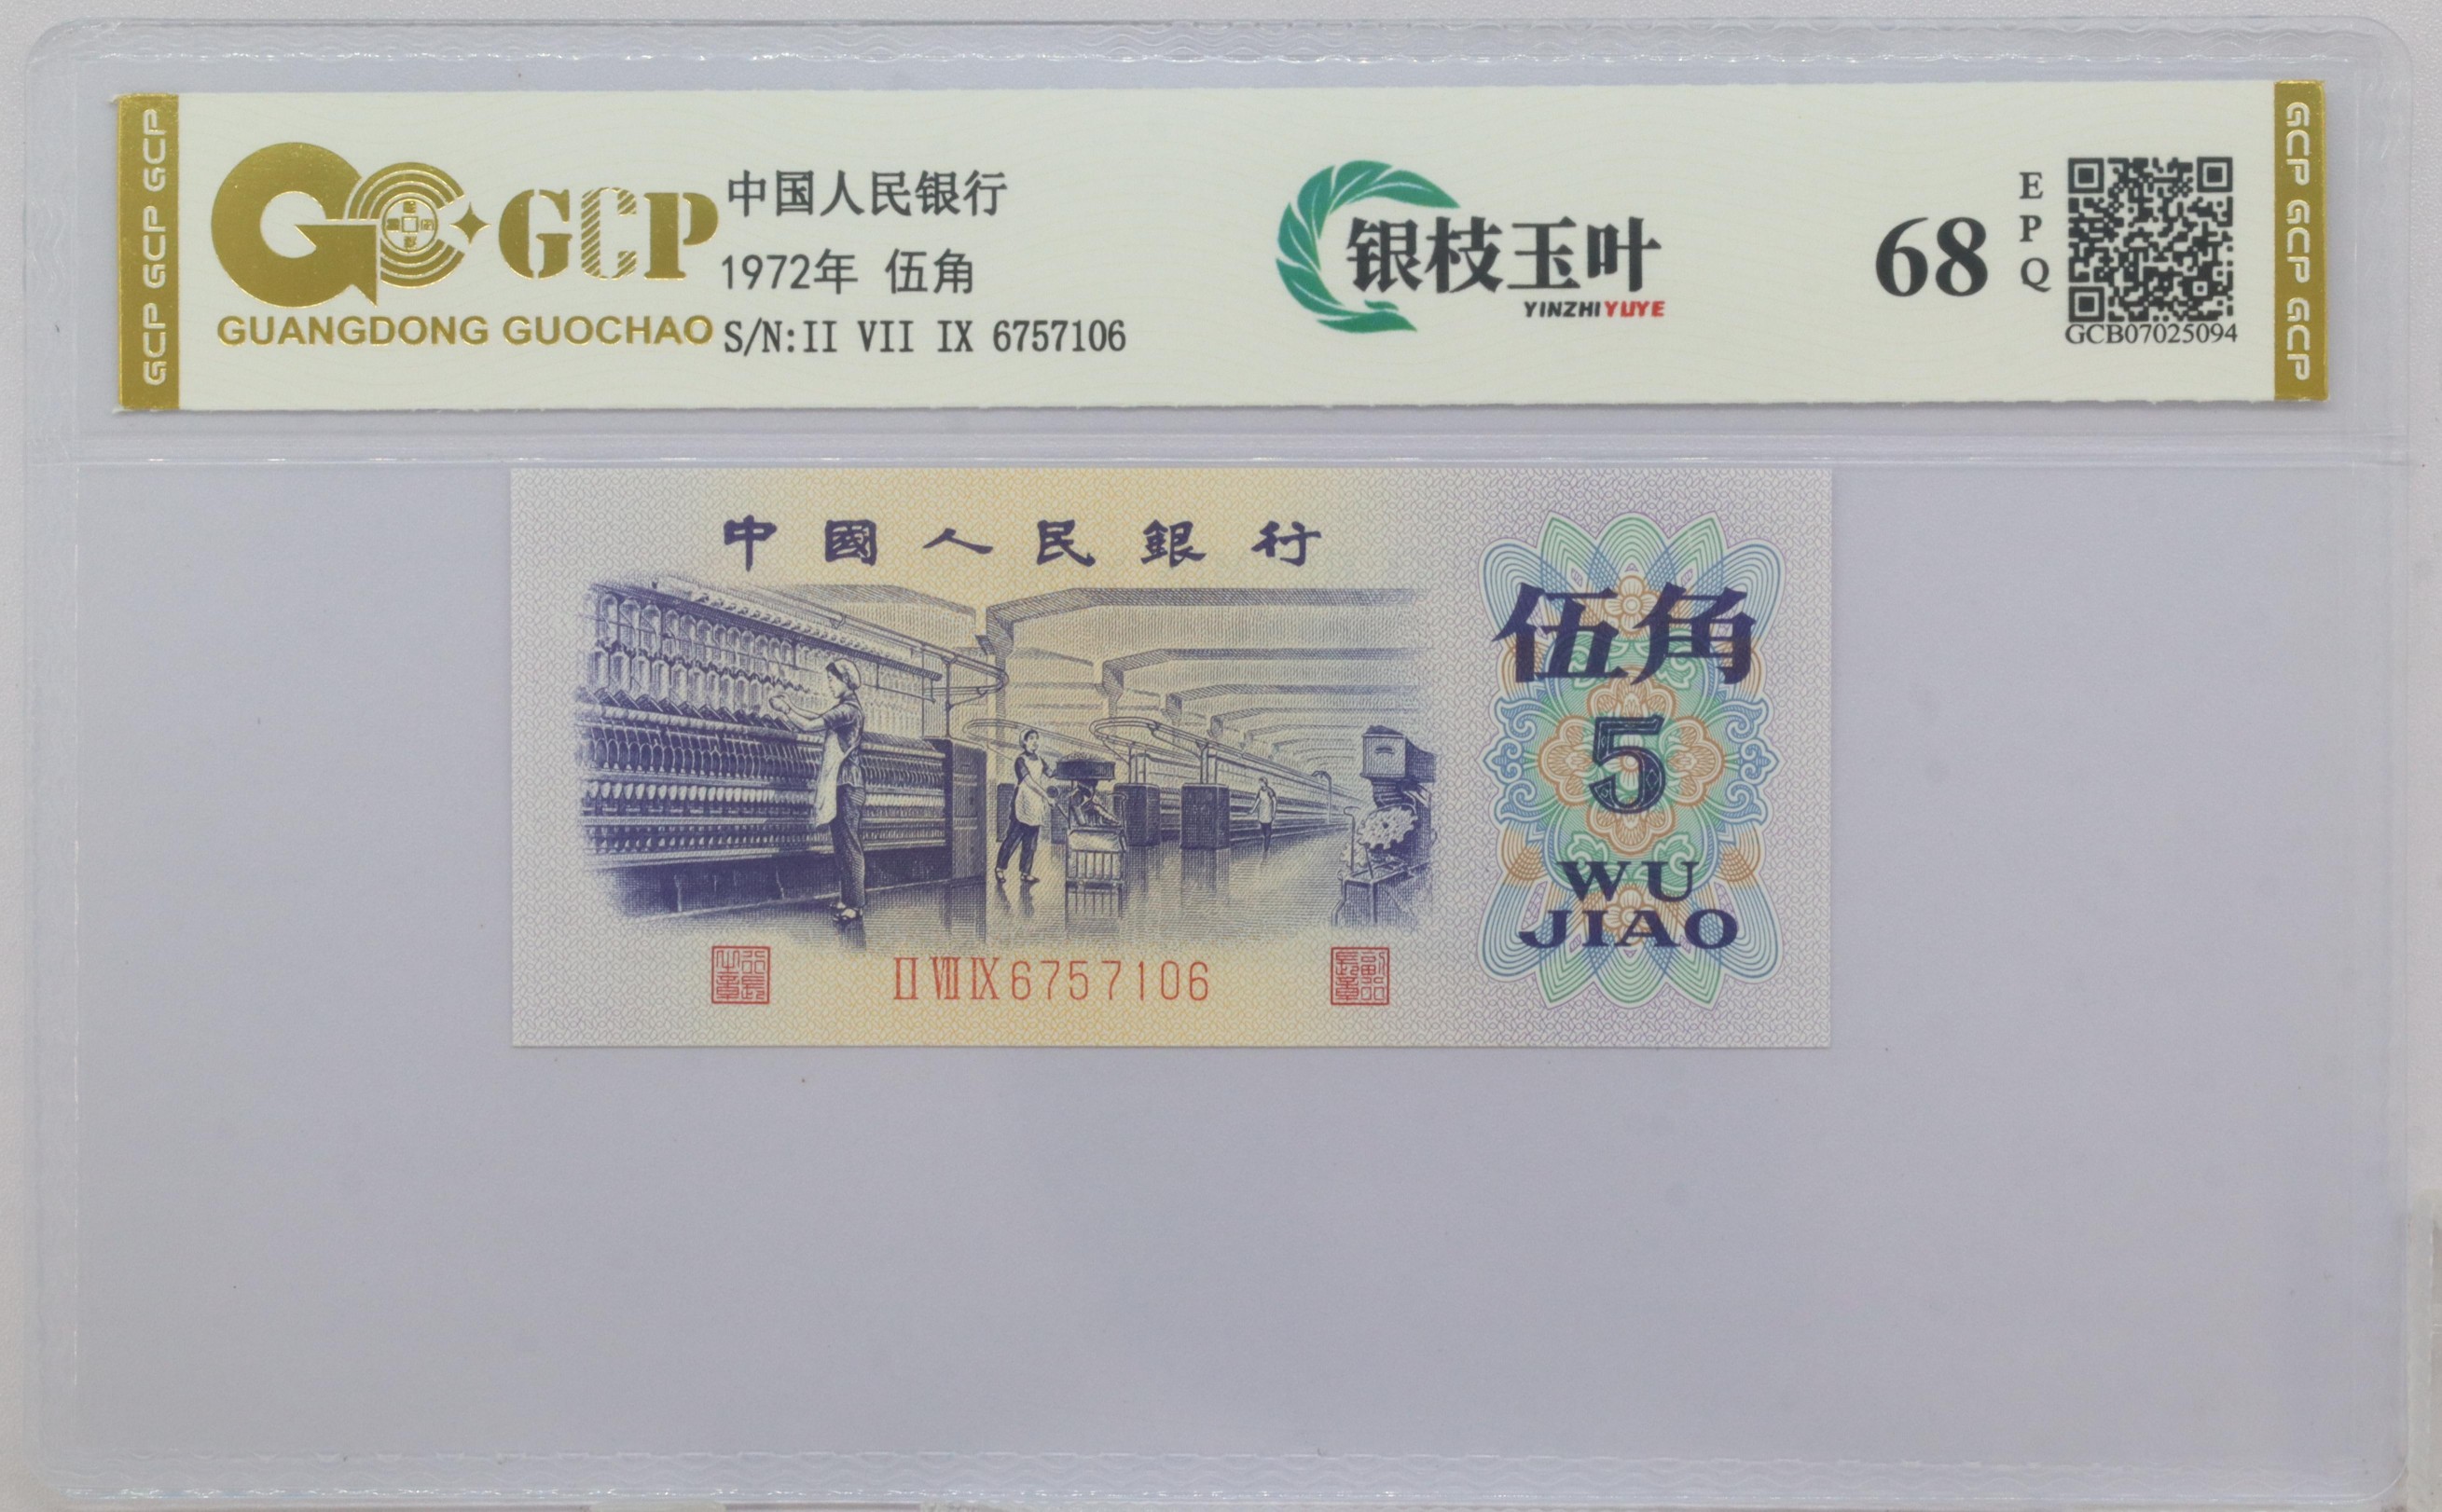 GCP GCP GCP
GCP
GUANGDONG GUOCHAO
中国人民银行
1972年 伍角
S/N:II VII IX 6757106
银枝玉叶
YINZHI YUYE
68
E
P
Q
GCB07025094
GCP GCP GCP
中國人民銀行
伍角
5
WU
JIAO
II VII IX 6757106